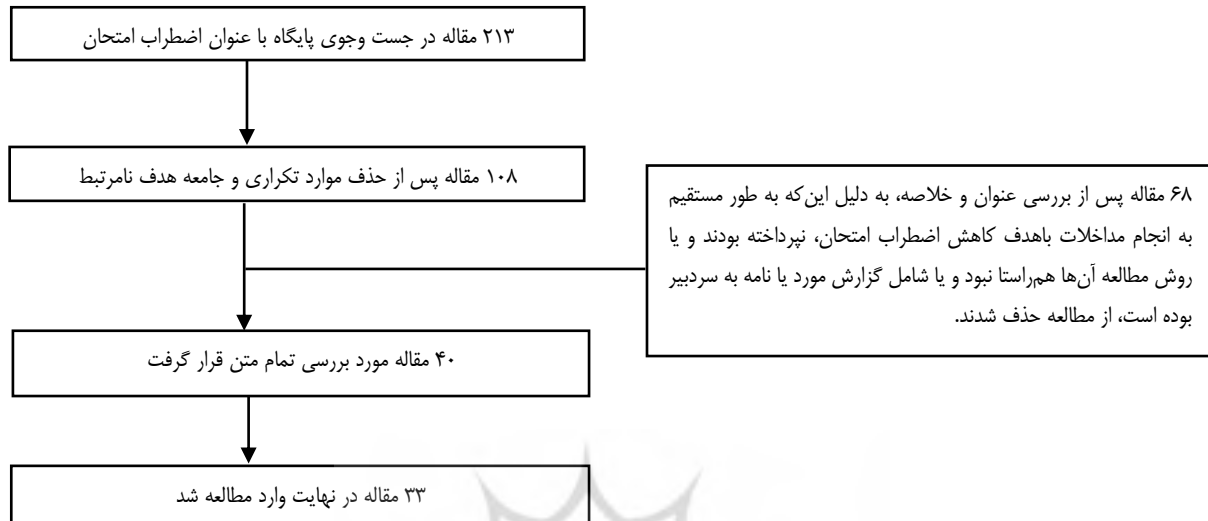 ۲۱۳ مقاله در جست وجوی پایگاه با عنوان اضطراب امتحان
۱۰۸ مقاله پس از حذف موارد تکراری و جامعه هدف نامرتبط
۶۸ مقاله پس از بررسی عنوان و خلاصه، به دلیل این‌که به طور مستقیم
به انجام مداخلات باهدف کاهش اضطراب امتحان، نپرداخته بودند و یا
روش مطالعه آن‌ها هم‌راستا نبود و یا شامل گزارش مورد یا نامه به سردبیر
بوده است، از مطالعه حذف شدند.
۴۰ مقاله مورد بررسی تمام متن قرار گرفت
۳۳ مقاله در نهایت وارد مطالعه شد